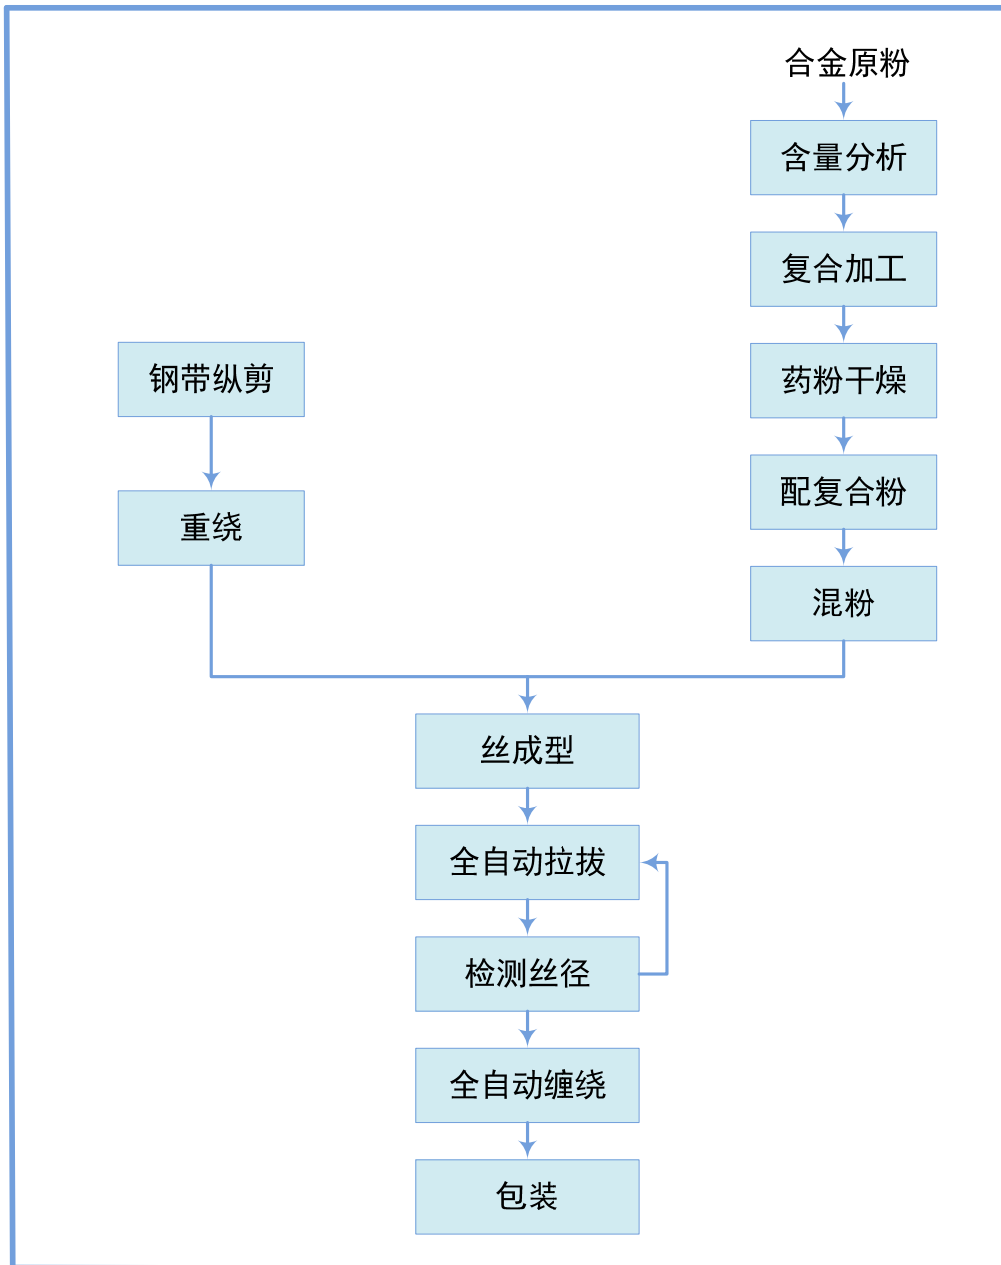 合金原粉
含量分析
复合加工
钢带纵剪
药粉干燥
配复合粉
重绕
混粉
丝成型
全自动拉拔
检测丝径
全自动缠绕
包装